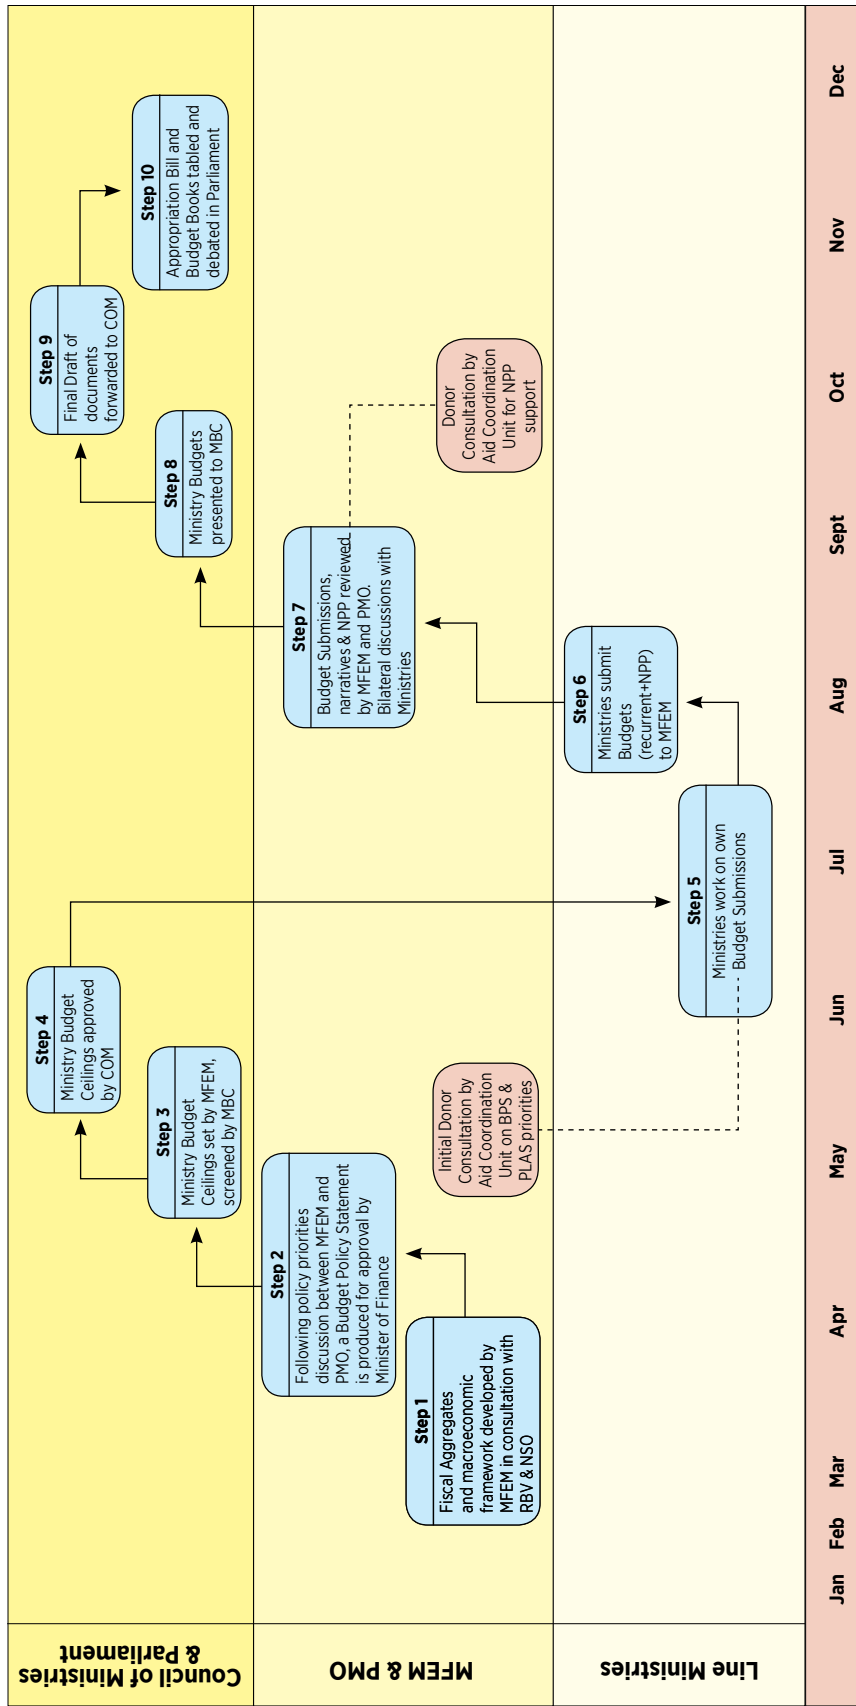 Council of Ministries
& Parliament
Step 3
Ministry Budget
Ceilings set by MFEM,
screened by MBC
Step 4
Ministry Budget
Ceilings approved
by COM
Step 8
Ministry Budgets
presented to MBC
Step 9
Final Draft of
documents
forwarded to COM
Step 10
Appropriation Bill and
Budget Books tabled and
debated in Parliament
MFEM & PMO
Step 1
Fiscal Aggregates
and macroeconomic
framework developed by
MFEM in consultation with
RBV & NSO
Step 2
Following policy priorities
discussion between MFEM and
PMO, a Budget Policy Statement
is produced for approval by
Minister of Finance
Initial Donor
Consultation by
Aid Coordination
Unit on BPS &
PLAS priorities
Step 7
Budget Submissions,
narratives & NPP reviewed
by MFEM and PMO.
Bilateral discussions with
Ministries
Donor
Consultation by
Aid Coordination
Unit for NPP
support
Line Ministries
Step 5
Ministries work on own
Budget Submissions
Step 6
Ministries submit
Budgets
(recurrent+NPP)
to MFEM
Jan Feb Mar Apr May Jun Jul Aug Sept Oct Nov Dec